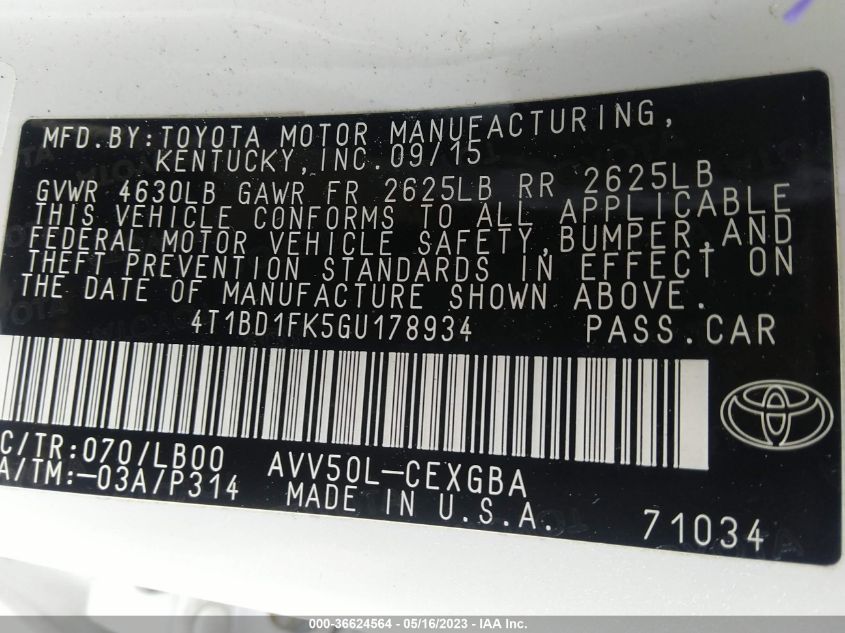 MFD.BY:TOYOTA MOTOR MANUFACTURING,
KENTUCKY,INC.09/15
GVWR 4630LB GAWR FR 2625LB RR 2625LB
THIS VEHICLE CONFORMS TO ALL APPLICABLE
FEDERAL MOTOR VEHICLE SAFETY,BUMPER,AND
THEFT PREVENTION STANDARDS IN EFFECT ON
THE DATE OF MANUFACTURE SHOWN ABOVE.
4T1BD1FK5GU178934 PASS.CAR
C/TR:070/LB00 AVV50L-CEXGBA
A/TM:-03A/P314 MADE IN U.S.A. 71034
000-36624564 - 05/16/2023 - IAA Inc.